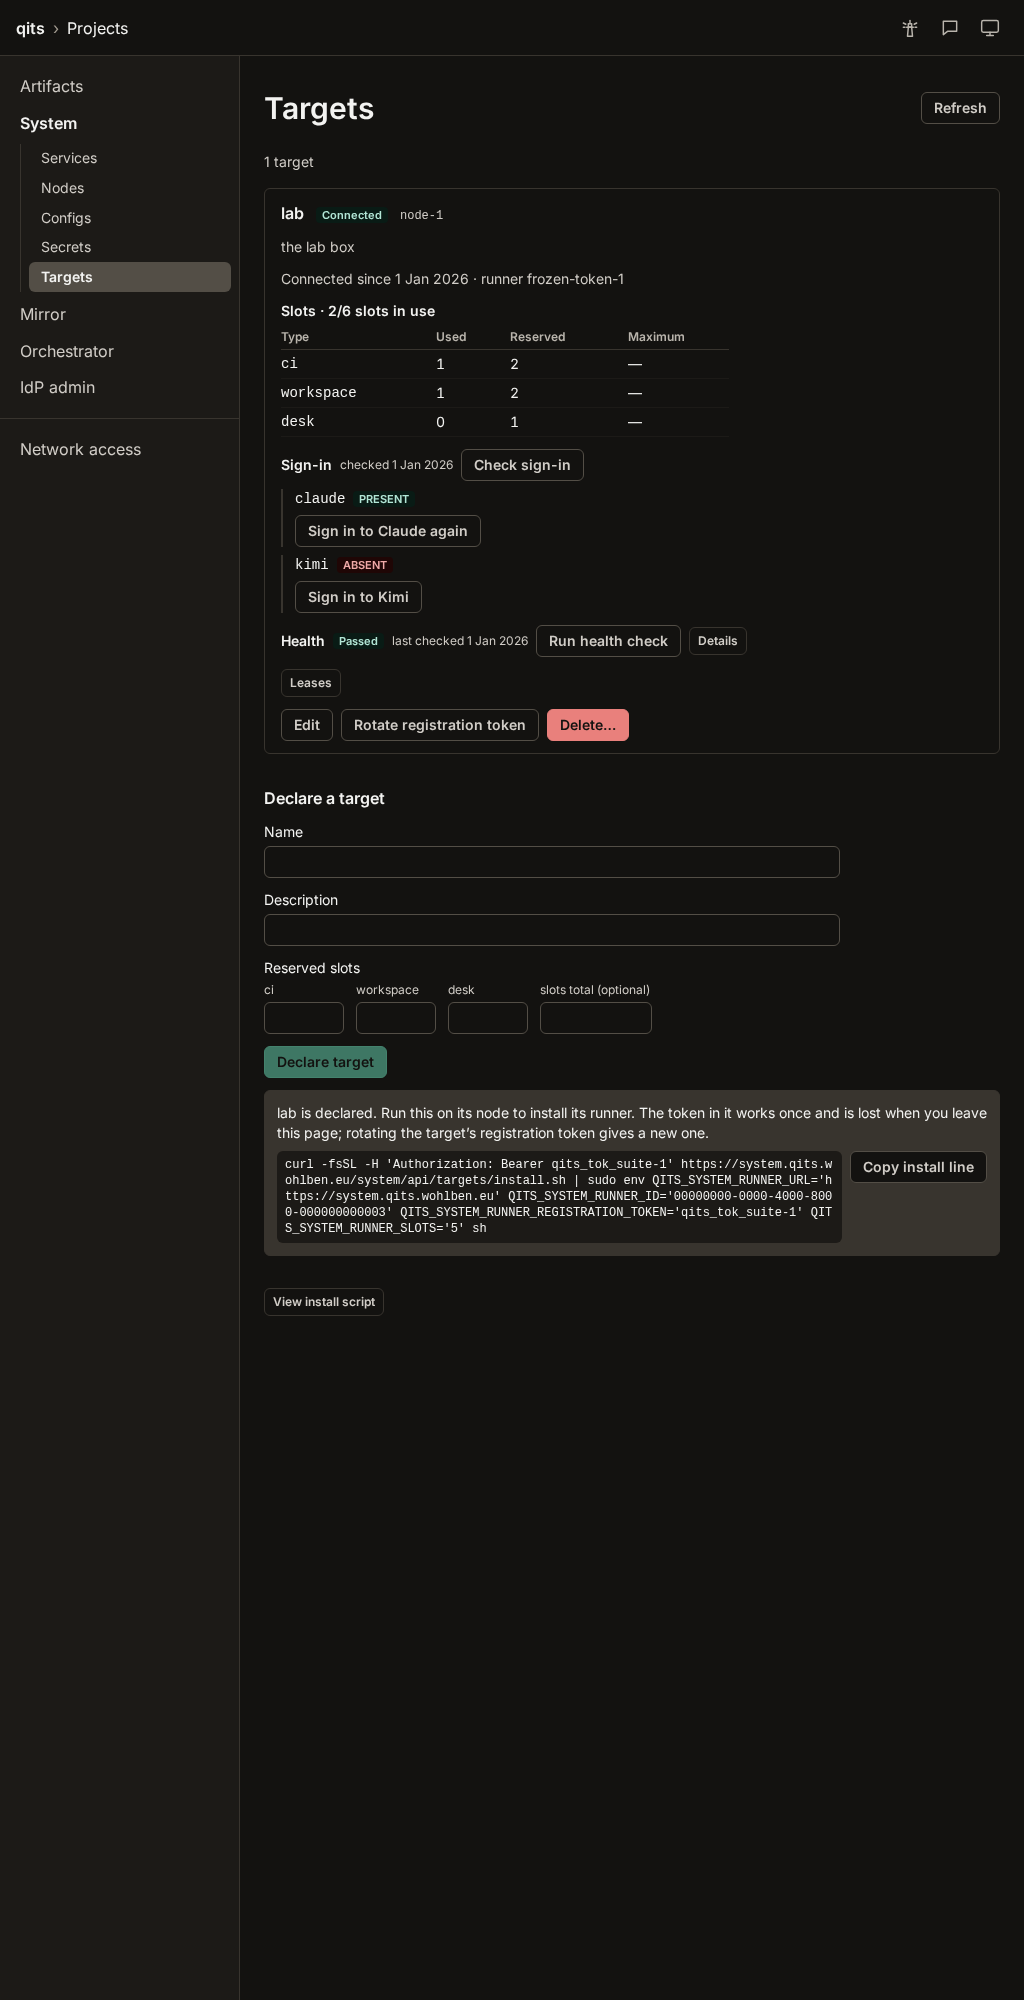 qits › Projects
Artifacts
System
Services
Nodes
Configs
Secrets
Targets
Mirror
Orchestrator
IdP admin
Network access
Targets
Refresh
1 target
lab Connected node-1
the lab box
Connected since 1 Jan 2026 · runner frozen-token-1
Slots · 2/6 slots in use
Type Used Reserved Maximum
ci 1 2 —
workspace 1 2 —
desk 0 1 —
Sign-in checked 1 Jan 2026 Check sign-in
claude PRESENT
Sign in to Claude again
kimi ABSENT
Sign in to Kimi
Health Passed last checked 1 Jan 2026 Run health check Details
Leases
Edit Rotate registration token Delete…
Declare a target
Name
Description
Reserved slots
ci workspace desk slots total (optional)
Declare target
lab is declared. Run this on its node to install its runner. The token in it works once and is lost when you leave
this page; rotating the target’s registration token gives a new one.
curl -fsSL -H 'Authorization: Bearer qits_tok_suite-1' https://system.qits.w
ohlben.eu/system/api/targets/install.sh | sudo env QITS_SYSTEM_RUNNER_URL='h
ttps://system.qits.wohlben.eu' QITS_SYSTEM_RUNNER_ID='00000000-0000-4000-800
0-000000000003' QITS_SYSTEM_RUNNER_REGISTRATION_TOKEN='qits_tok_suite-1' QIT
S_SYSTEM_RUNNER_SLOTS='5' sh
Copy install line
View install script